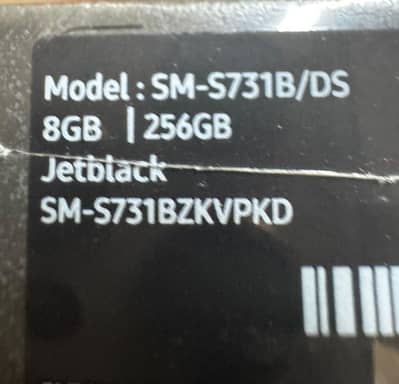 Model : SM-S731B/DS
8GB | 256GB
Jetblack
SM-S731BZKVPKD